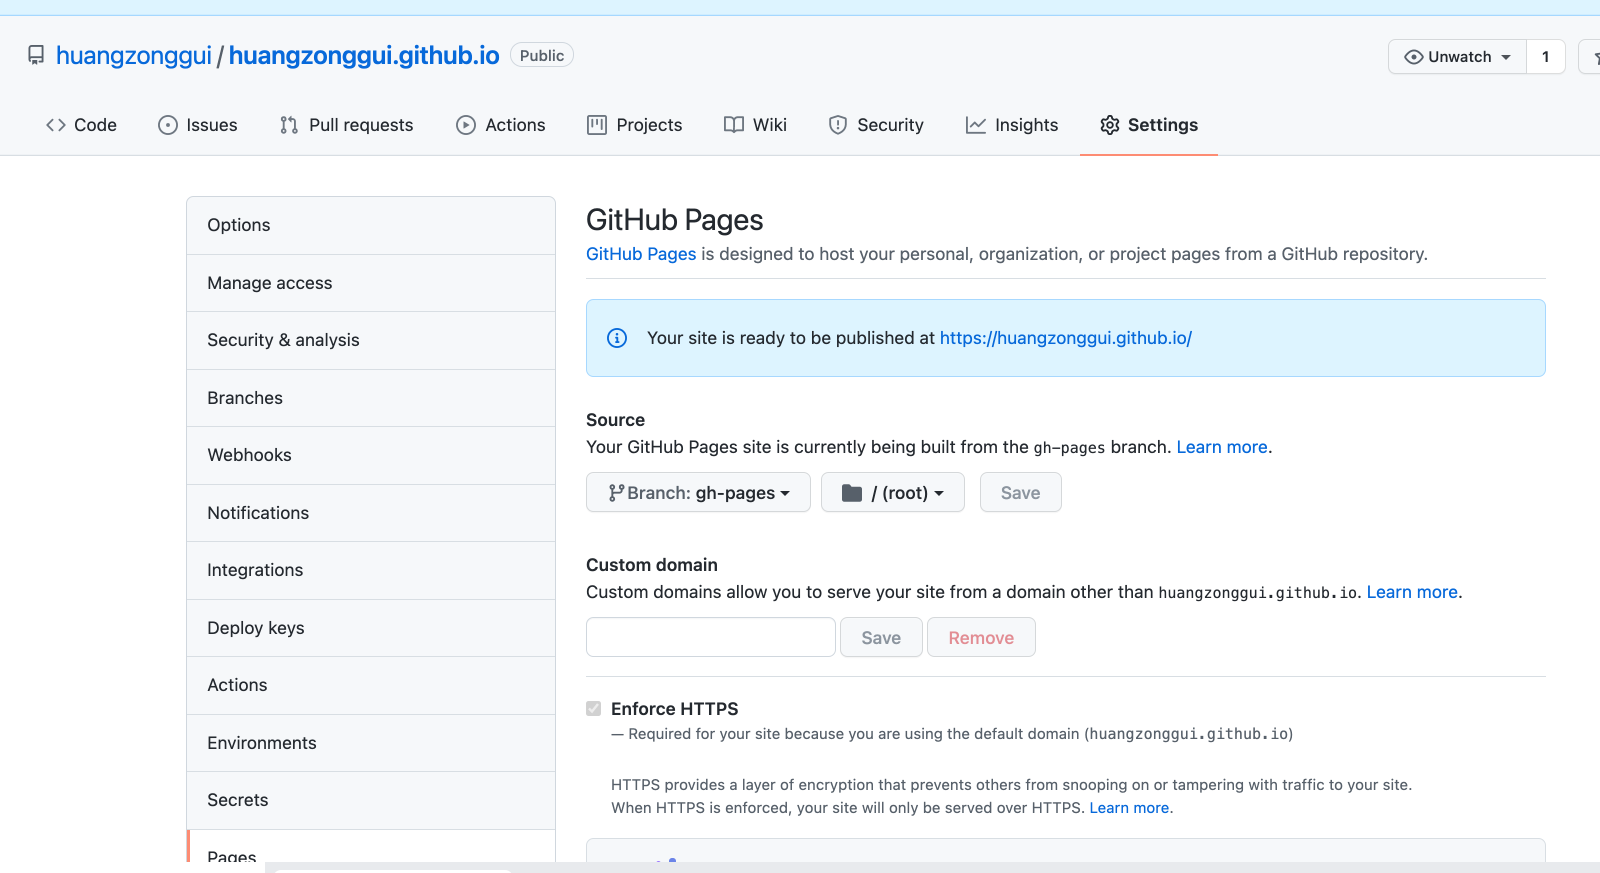 huangzonggui / huangzonggui.github.io Public
Unwatch 1
Code Issues Pull requests Actions Projects Wiki Security Insights Settings
Options
Manage access
Security & analysis
Branches
Webhooks
Notifications
Integrations
Deploy keys
Actions
Environments
Secrets
Pages
GitHub Pages
GitHub Pages is designed to host your personal, organization, or project pages from a GitHub repository.
Your site is ready to be published at https://huangzonggui.github.io/
Source
Your GitHub Pages site is currently being built from the gh-pages branch. Learn more.
Branch: gh-pages / (root) Save
Custom domain
Custom domains allow you to serve your site from a domain other than huangzonggui.github.io. Learn more.
Save Remove
Enforce HTTPS
— Required for your site because you are using the default domain (huangzonggui.github.io)
HTTPS provides a layer of encryption that prevents others from snooping on or tampering with traffic to your site.
When HTTPS is enforced, your site will only be served over HTTPS. Learn more.